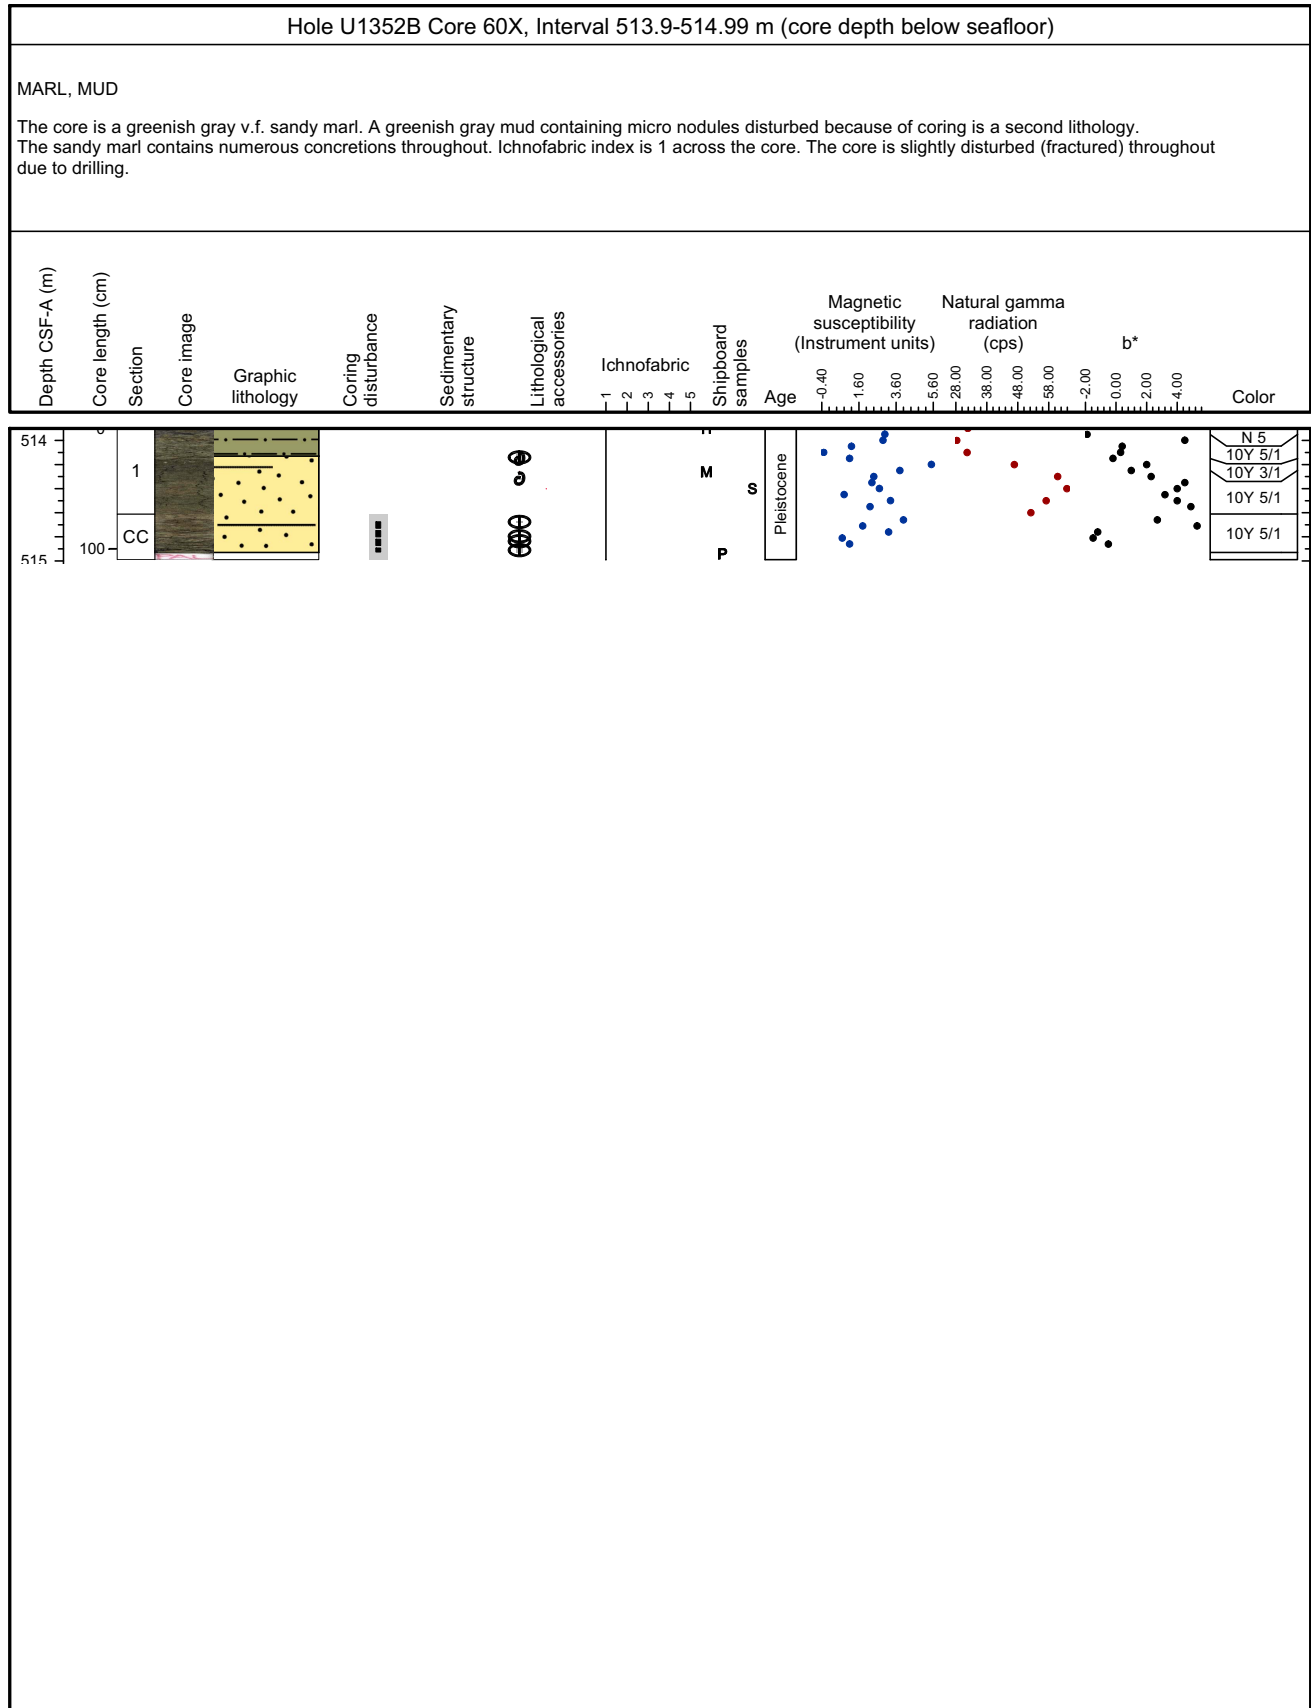 Hole U1352B Core 60X, Interval 513.9-514.99 m (core depth below seafloor)
MARL, MUD
The core is a greenish gray v.f. sandy marl. A greenish gray mud containing micro nodules disturbed because of coring is a second lithology.
The sandy marl contains numerous concretions throughout. Ichnofabric index is 1 across the core. The core is slightly disturbed (fractured) throughout
due to drilling.
Depth CSF-A (m)
Core length (cm)
Section
Core image
Graphic
lithology
Coring
disturbance
Sedimentary
structure
Lithological
accessories
Ichnofabric
1 2 3 4 5
Shipboard
samples
Age
Magnetic
susceptibility
(Instrument units)
-0.40 1.60 3.60 5.60
Natural gamma
radiation
(cps)
28.00 38.00 48.00 58.00
b*
-2.00 0.00 2.00 4.00
Color
514
515
0
100
1
CC
M
S
P
Pleistocene
N 5
10Y 5/1
10Y 3/1
10Y 5/1
10Y 5/1